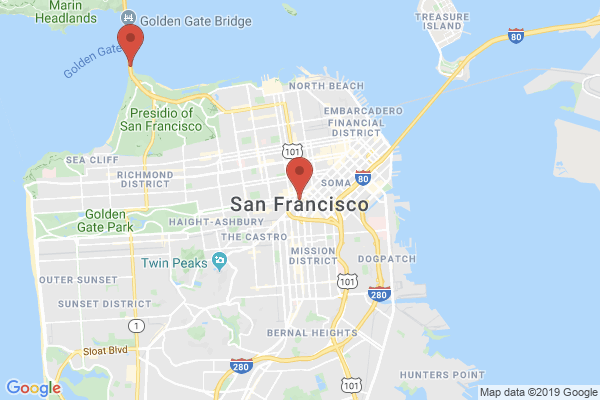 Marin
Headlands
Golden Gate Bridge
Golden Gate
TREASURE
ISLAND
80
NORTH BEACH
Presidio of
San Francisco
EMBARCADERO
FINANCIAL
DISTRICT
101
SEA CLIFF
RICHMOND
DISTRICT
SOMA
80
San Francisco
Golden
Gate Park
HAIGHT-ASHBURY
THE CASTRO
Twin Peaks
MISSION
DISTRICT
DOGPATCH
OUTER SUNSET
101
280
SUNSET DISTRICT
1
BERNAL HEIGHTS
Sloat Blvd
280
101
HUNTERS POINT
Google
Map data ©2019 Google